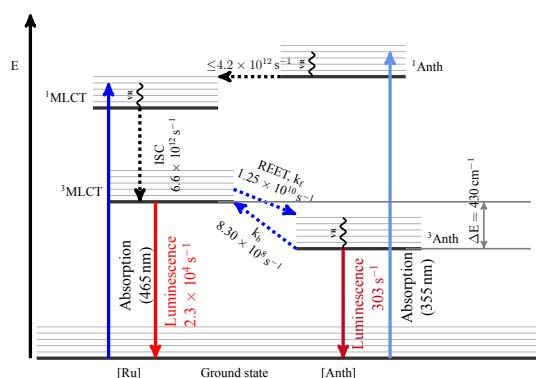 E
≤4.2 × 10¹² s⁻¹
¹Anth
VR
VR
¹MLCT
ISC
6.6 × 10¹² s⁻¹
REET, k_f
1.25 × 10¹⁰ s⁻¹
³MLCT
k_b
8.30 × 10⁸ s⁻¹
VR
³Anth
ΔE = 430 cm⁻¹
Absorption
(465 nm)
Luminescence
2.3 × 10⁴ s⁻¹
Luminescence
303 s⁻¹
Absorption
(355 nm)
[Ru]
Ground state
[Anth]